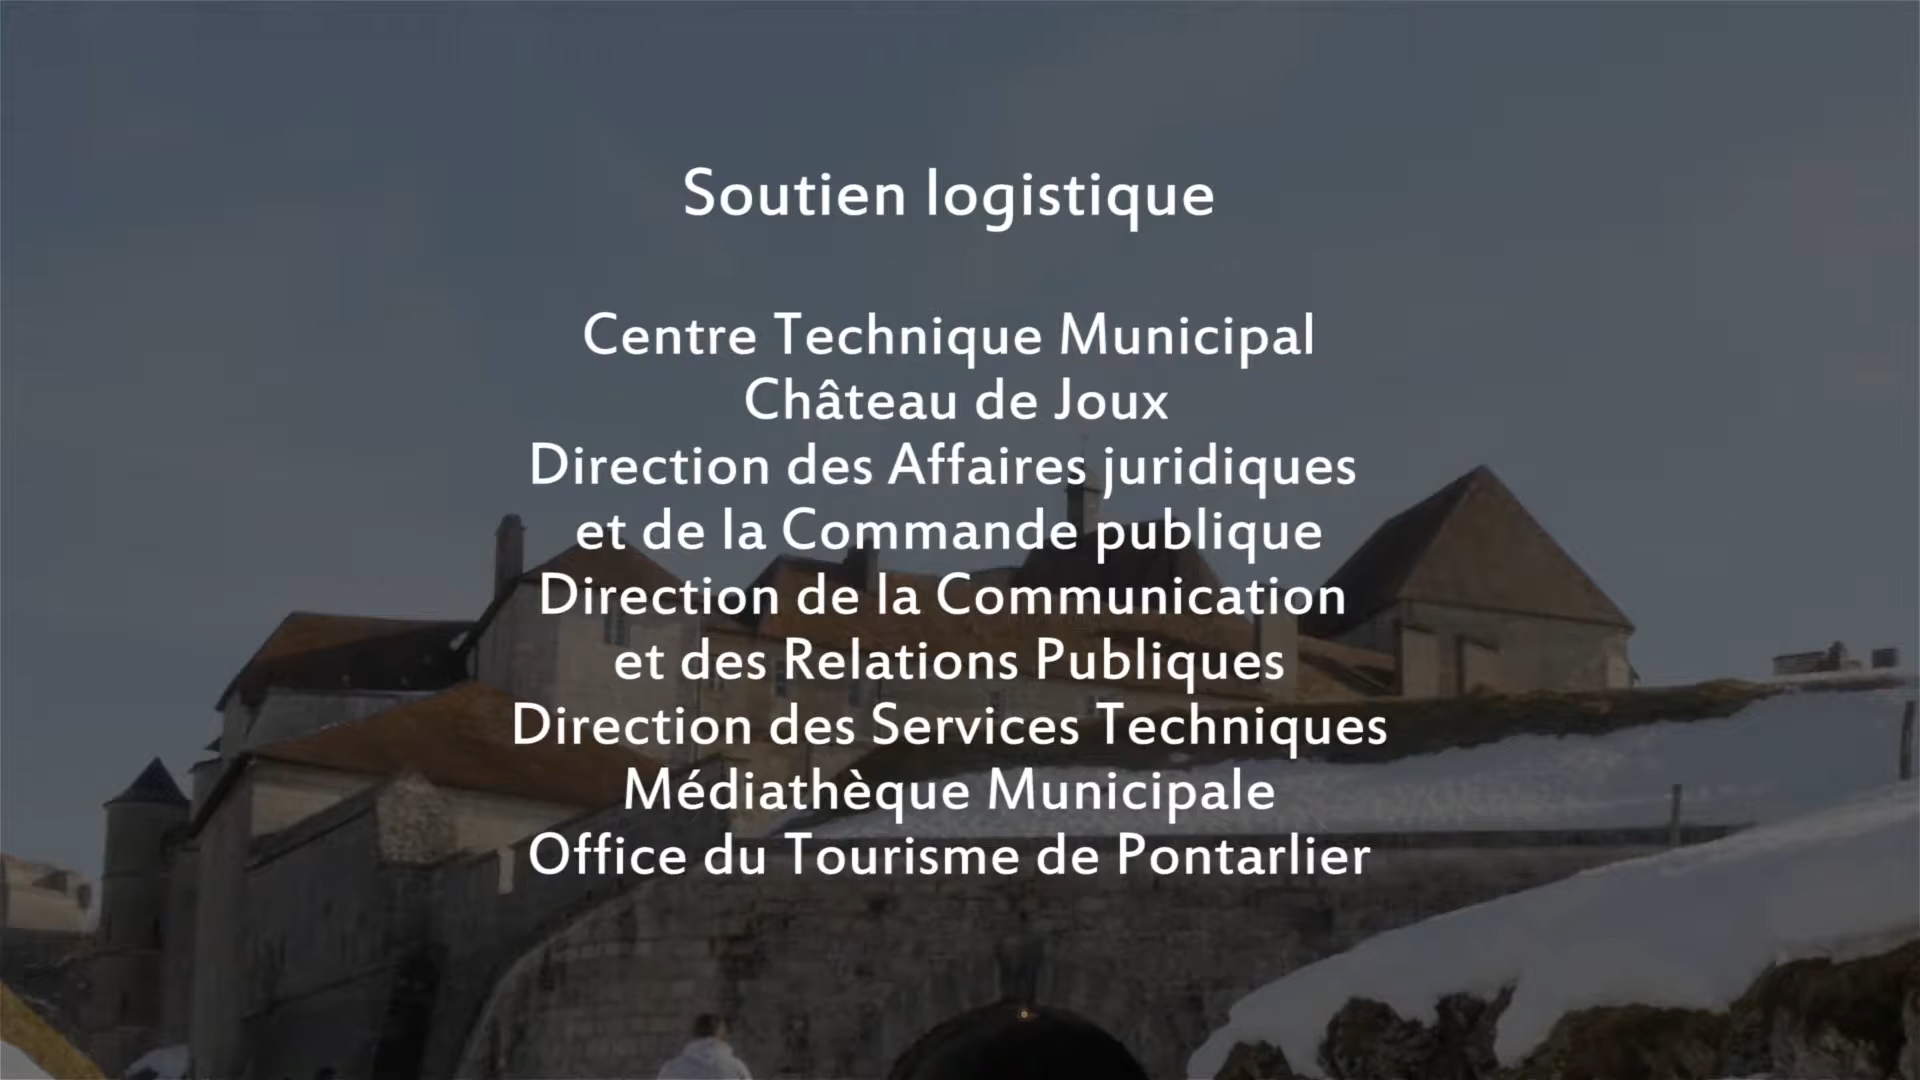 Soutien logistique
Centre Technique Municipal
Château de Joux
Direction des Affaires juridiques
et de la Commande publique
Direction de la Communication
et des Relations Publiques
Direction des Services Techniques
Médiathèque Municipale
Office du Tourisme de Pontarlier